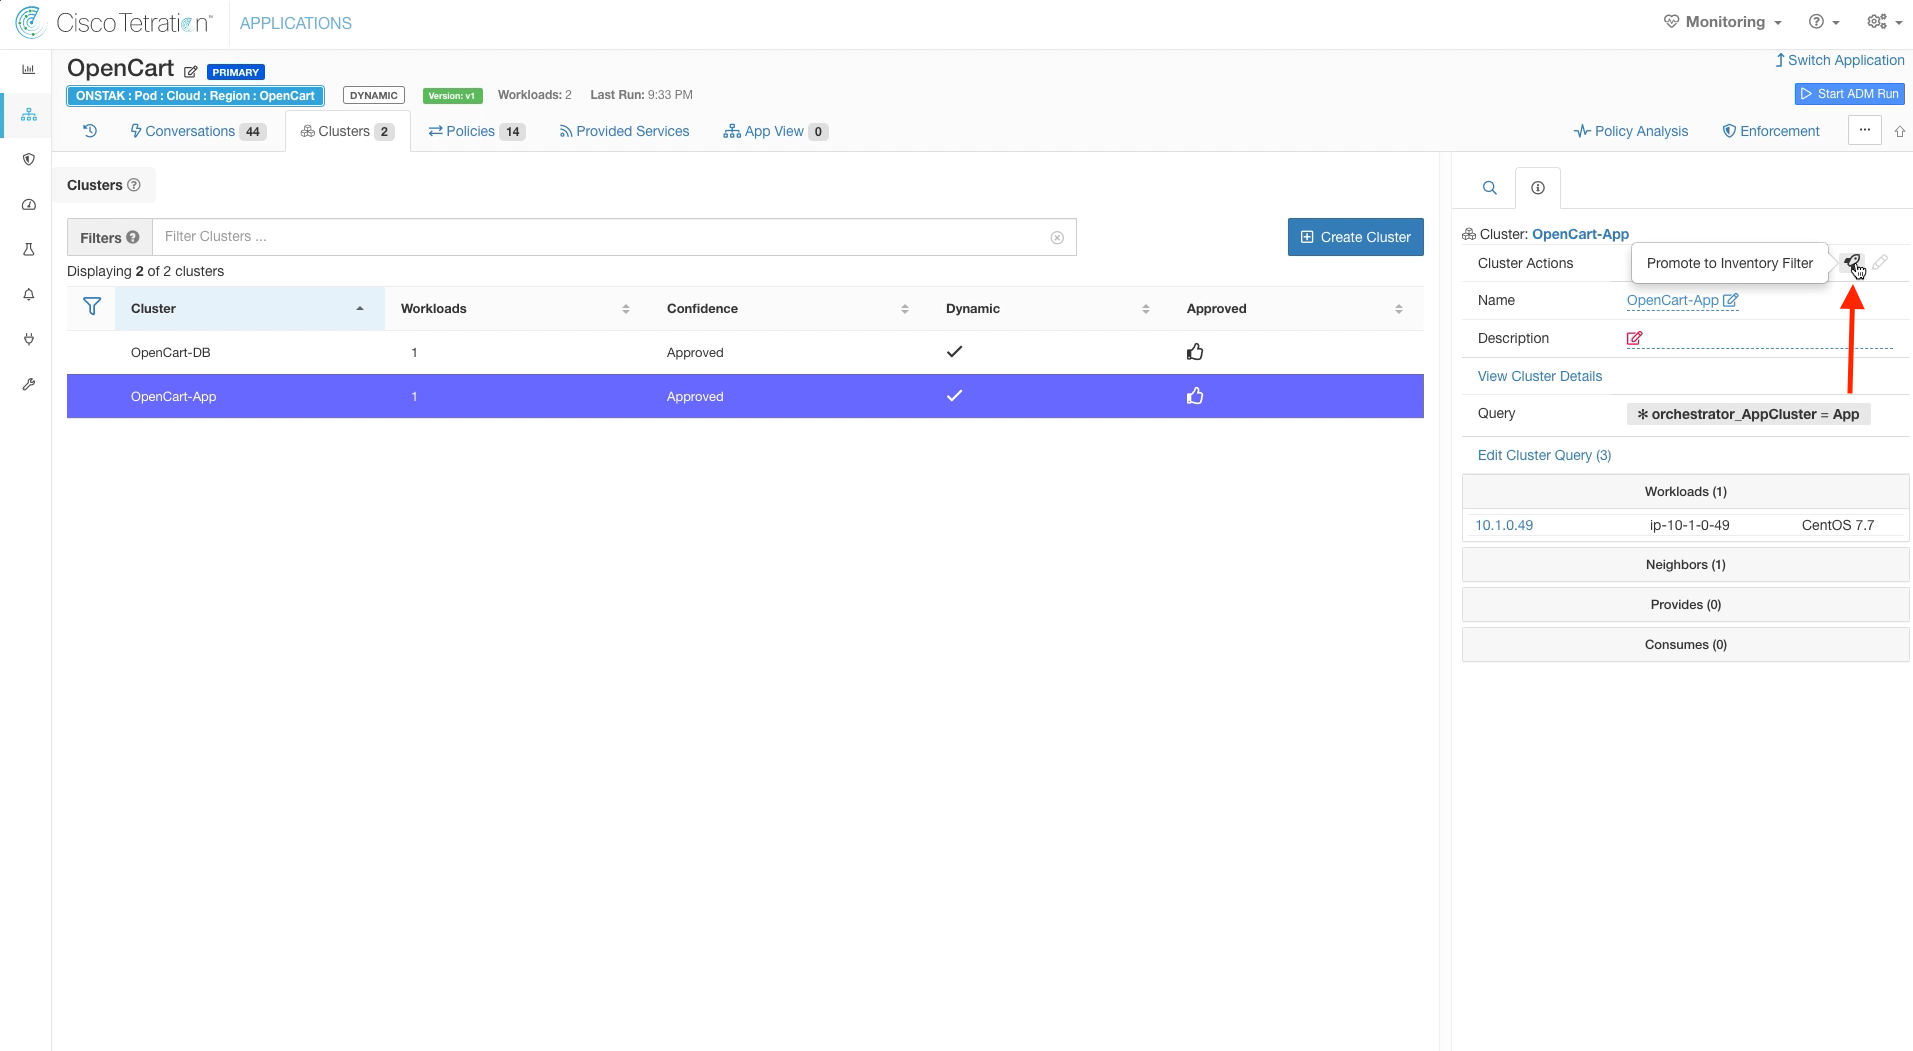 Cisco Tetration™ APPLICATIONS Monitoring
OpenCart PRIMARY
Switch Application
ONSTAK : Pod : Cloud : Region : OpenCart DYNAMIC Version: v1 Workloads: 2 Last Run: 9:33 PM
Start ADM Run
Conversations 44 Clusters 2 Policies 14 Provided Services App View 0 Policy Analysis Enforcement ...
Clusters
Filters Filter Clusters ... Create Cluster
Displaying 2 of 2 clusters
Cluster Workloads Confidence Dynamic Approved
OpenCart-DB 1 Approved
OpenCart-App 1 Approved
Cluster: OpenCart-App
Cluster Actions Promote to Inventory Filter
Name OpenCart-App
Description
View Cluster Details
Query * orchestrator_AppCluster = App
Edit Cluster Query (3)
Workloads (1)
10.1.0.49 ip-10-1-0-49 CentOS 7.7
Neighbors (1)
Provides (0)
Consumes (0)